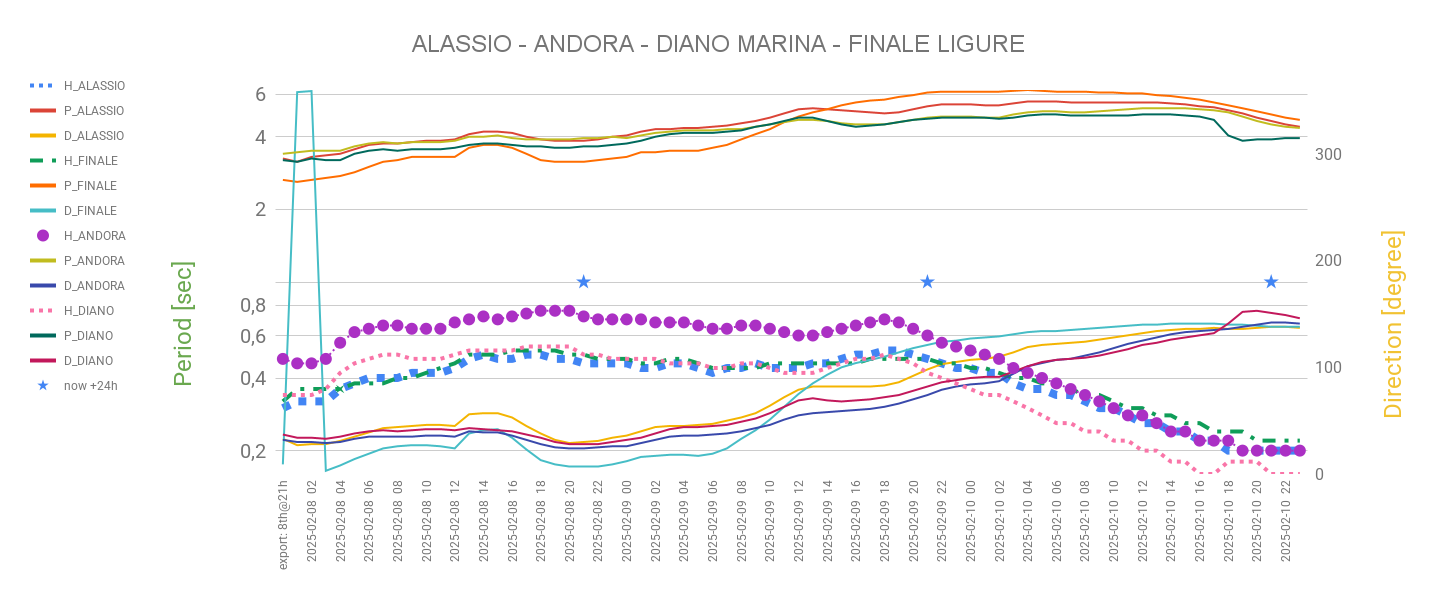 ALASSIO - ANDORA - DIANO MARINA - FINALE LIGURE
H_ALASSIO
P_ALASSIO
D_ALASSIO
H_FINALE
P_FINALE
D_FINALE
H_ANDORA
P_ANDORA
D_ANDORA
H_DIANO
P_DIANO
D_DIANO
now +24h
Period [sec]
6
4
2
0,8
0,6
0,4
0,2
300
200
100
0
Direction [degree]
export: 8th@21h
2025-02-08 02
2025-02-08 04
2025-02-08 06
2025-02-08 08
2025-02-08 10
2025-02-08 12
2025-02-08 14
2025-02-08 16
2025-02-08 18
2025-02-08 20
2025-02-08 22
2025-02-09 00
2025-02-09 02
2025-02-09 04
2025-02-09 06
2025-02-09 08
2025-02-09 10
2025-02-09 12
2025-02-09 14
2025-02-09 16
2025-02-09 18
2025-02-09 20
2025-02-09 22
2025-02-10 00
2025-02-10 02
2025-02-10 04
2025-02-10 06
2025-02-10 08
2025-02-10 10
2025-02-10 12
2025-02-10 14
2025-02-10 16
2025-02-10 18
2025-02-10 20
2025-02-10 22